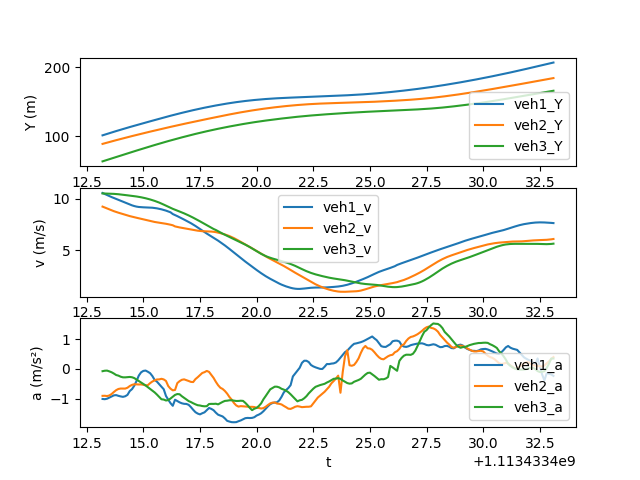 200
100
Y (m)
veh1_Y
veh2_Y
veh3_Y
12.5 15.0 17.5 20.0 22.5 25.0 27.5 30.0 32.5
10
5
v (m/s)
veh1_v
veh2_v
veh3_v
12.5 15.0 17.5 20.0 22.5 25.0 27.5 30.0 32.5
1
0
−1
a (m/s²)
veh1_a
veh2_a
veh3_a
12.5 15.0 17.5 20.0 22.5 25.0 27.5 30.0 32.5
t
+1.1134334e9